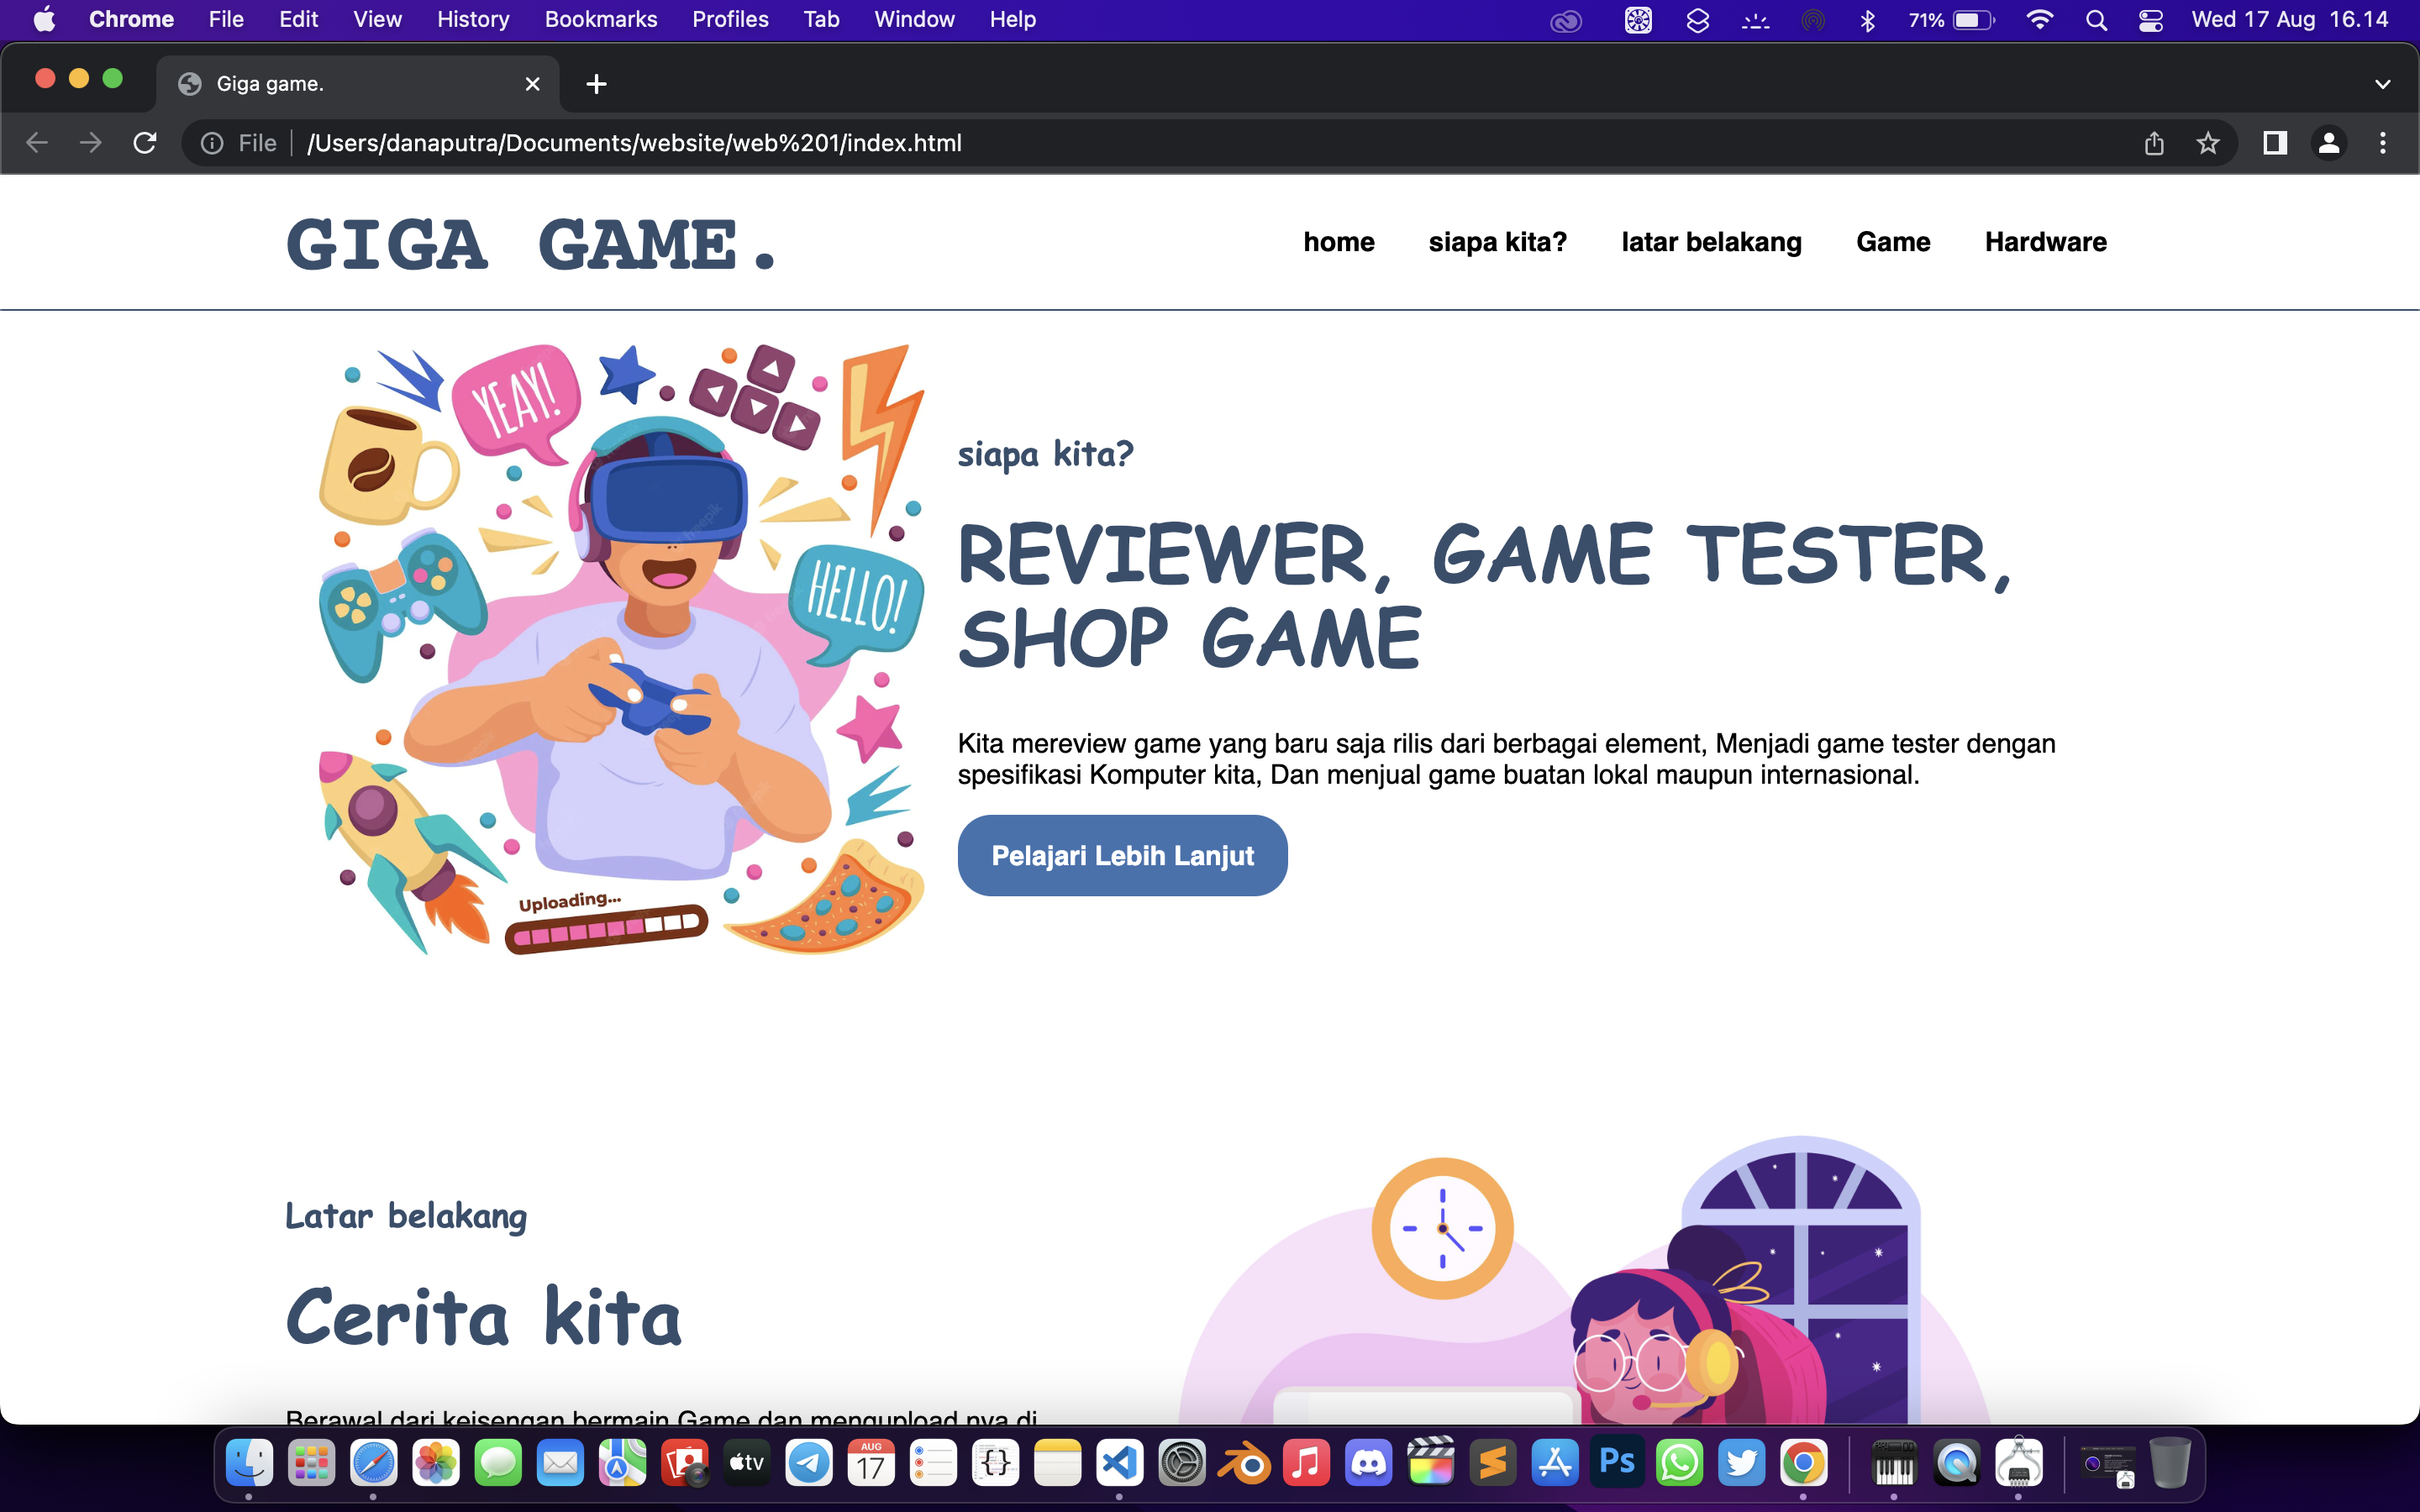 Chrome File Edit View History Bookmarks Profiles Tab Window Help 71% Wed 17 Aug 16.14
Giga game.
File /Users/danaputra/Documents/website/web%201/index.html
GIGA GAME.
home siapa kita? latar belakang Game Hardware
YEAY!
HELLO!
Uploading...
siapa kita?
REVIEWER, GAME TESTER,
SHOP GAME
Kita mereview game yang baru saja rilis dari berbagai element, Menjadi game tester dengan
spesifikasi Komputer kita, Dan menjual game buatan lokal maupun internasional.
Pelajari Lebih Lanjut
Latar belakang
Cerita kita
Berawal dari keisengan bermain Game dan mengupload nya di
tv
AUG
17
Ps